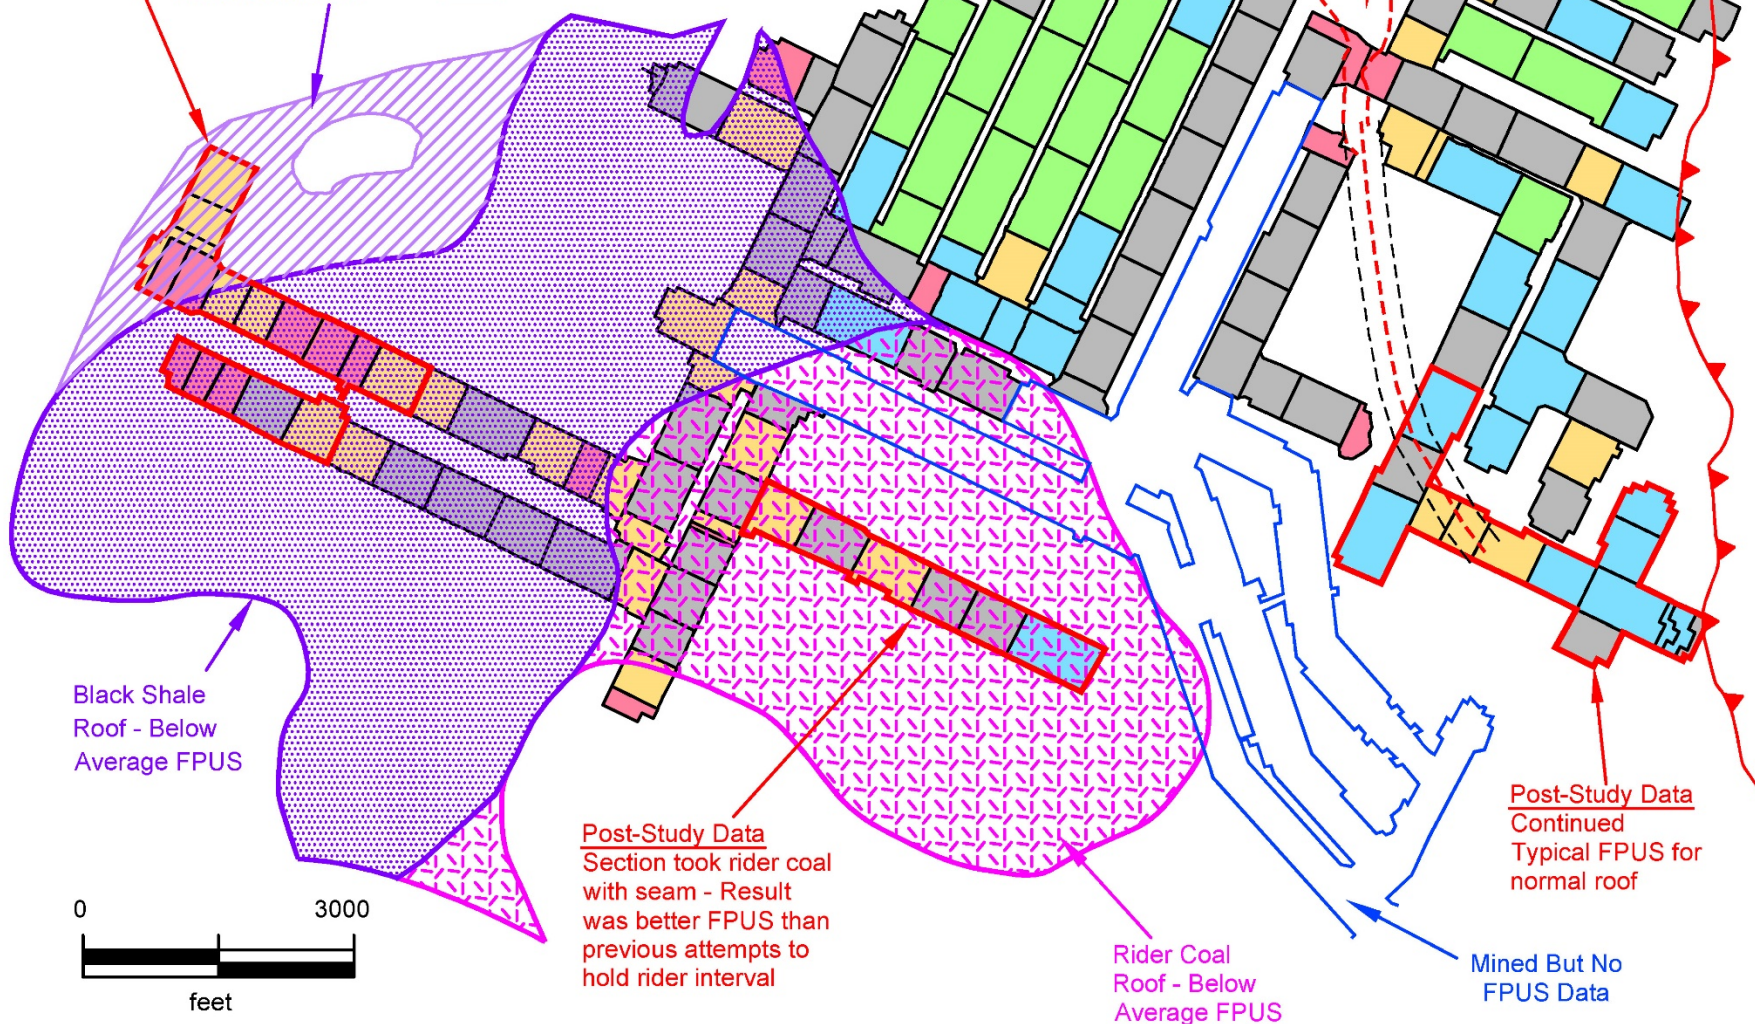 Black Shale
Roof - Below
Average FPUS
0
3000
feet
Post-Study Data
Section took rider coal
with seam - Result
was better FPUS than
previous attempts to
hold rider interval
Rider Coal
Roof - Below
Average FPUS
Mined But No
FPUS Data
Post-Study Data
Continued
Typical FPUS for
normal roof